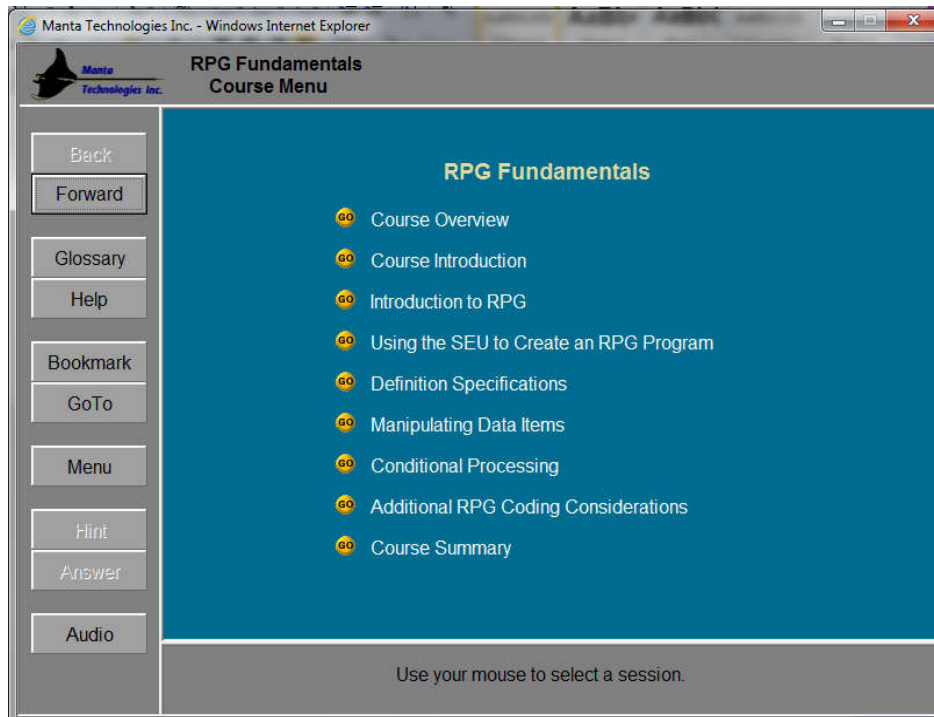 Manta Technologies Inc. - Windows Internet Explorer
Manta
Technologies Inc.
RPG Fundamentals
Course Menu
Back
Forward
Glossary
Help
Bookmark
GoTo
Menu
Hint
Answer
Audio
RPG Fundamentals
GO Course Overview
GO Course Introduction
GO Introduction to RPG
GO Using the SEU to Create an RPG Program
GO Definition Specifications
GO Manipulating Data Items
GO Conditional Processing
GO Additional RPG Coding Considerations
GO Course Summary
Use your mouse to select a session.